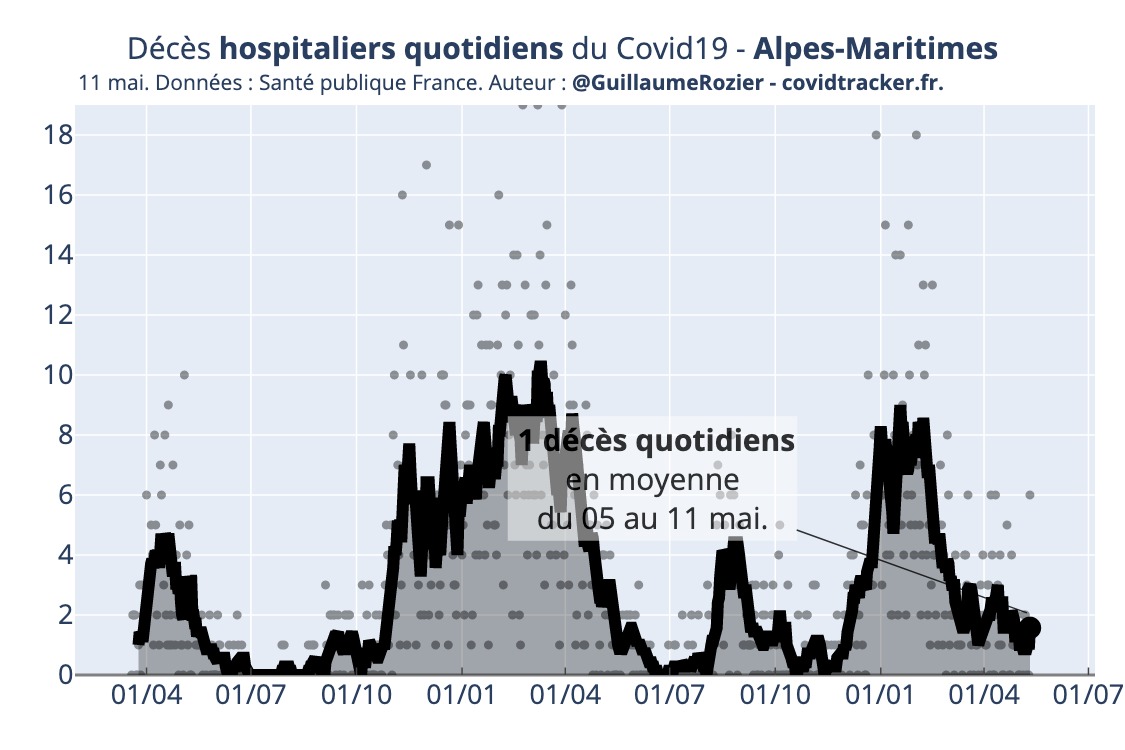 Décès hospitaliers quotidiens du Covid19 - Alpes-Maritimes
11 mai. Données : Santé publique France. Auteur : @GuillaumeRozier - covidtracker.fr.
18
16
14
12
10
8
6
4
2
0
1 décès quotidiens
en moyenne
du 05 au 11 mai.
01/04 01/07 01/10 01/01 01/04 01/07 01/10 01/01 01/04 01/07